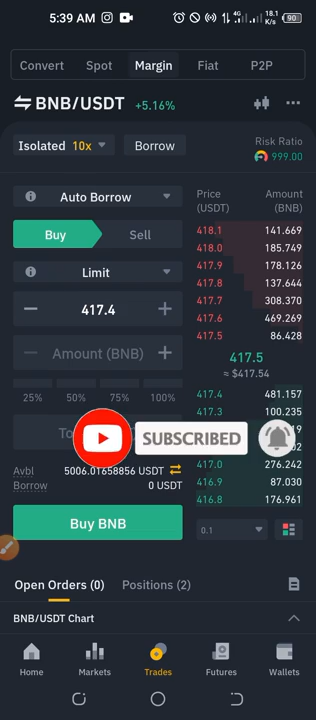 5:39 AM
4G
18.1
K/s
90
Convert Spot Margin Fiat P2P
BNB/USDT +5.16%
Isolated 10x Borrow
Risk Ratio
999.00
Auto Borrow
Buy Sell
Limit
417.4
Amount (BNB)
25% 50% 75% 100%
To
Avbl 5006.01658856 USDT
Borrow 0 USDT
Buy BNB
Price Amount
(USDT) (BNB)
418.1 141.669
418.0 185.749
417.9 178.126
417.8 137.644
417.7 308.370
417.6 469.269
417.5 86.428
417.5
≈ $417.54
417.4 481.157
417.3 100.235
SUBSCRIBED
417.0 276.242
416.9 87.030
416.8 176.961
0.1
Open Orders (0) Positions (2)
BNB/USDT Chart
Home Markets Trades Futures Wallets